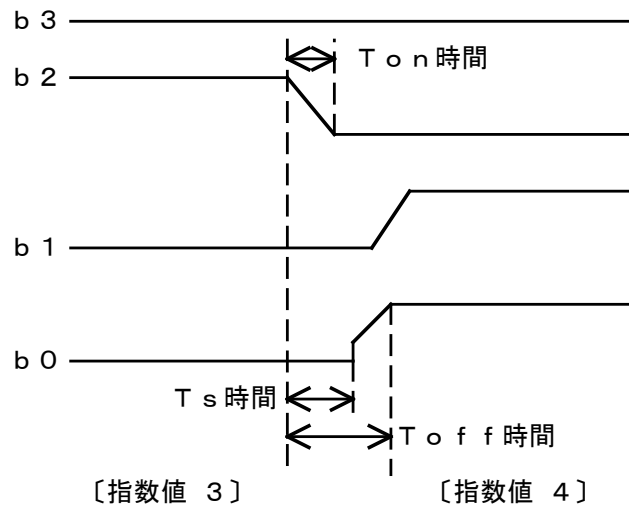 ｂ３
Ｔｏｎ時間
ｂ２
ｂ１
ｂ０
Ｔｓ時間
Ｔｏｆｆ時間
〔指数値 ３〕
〔指数値 ４〕